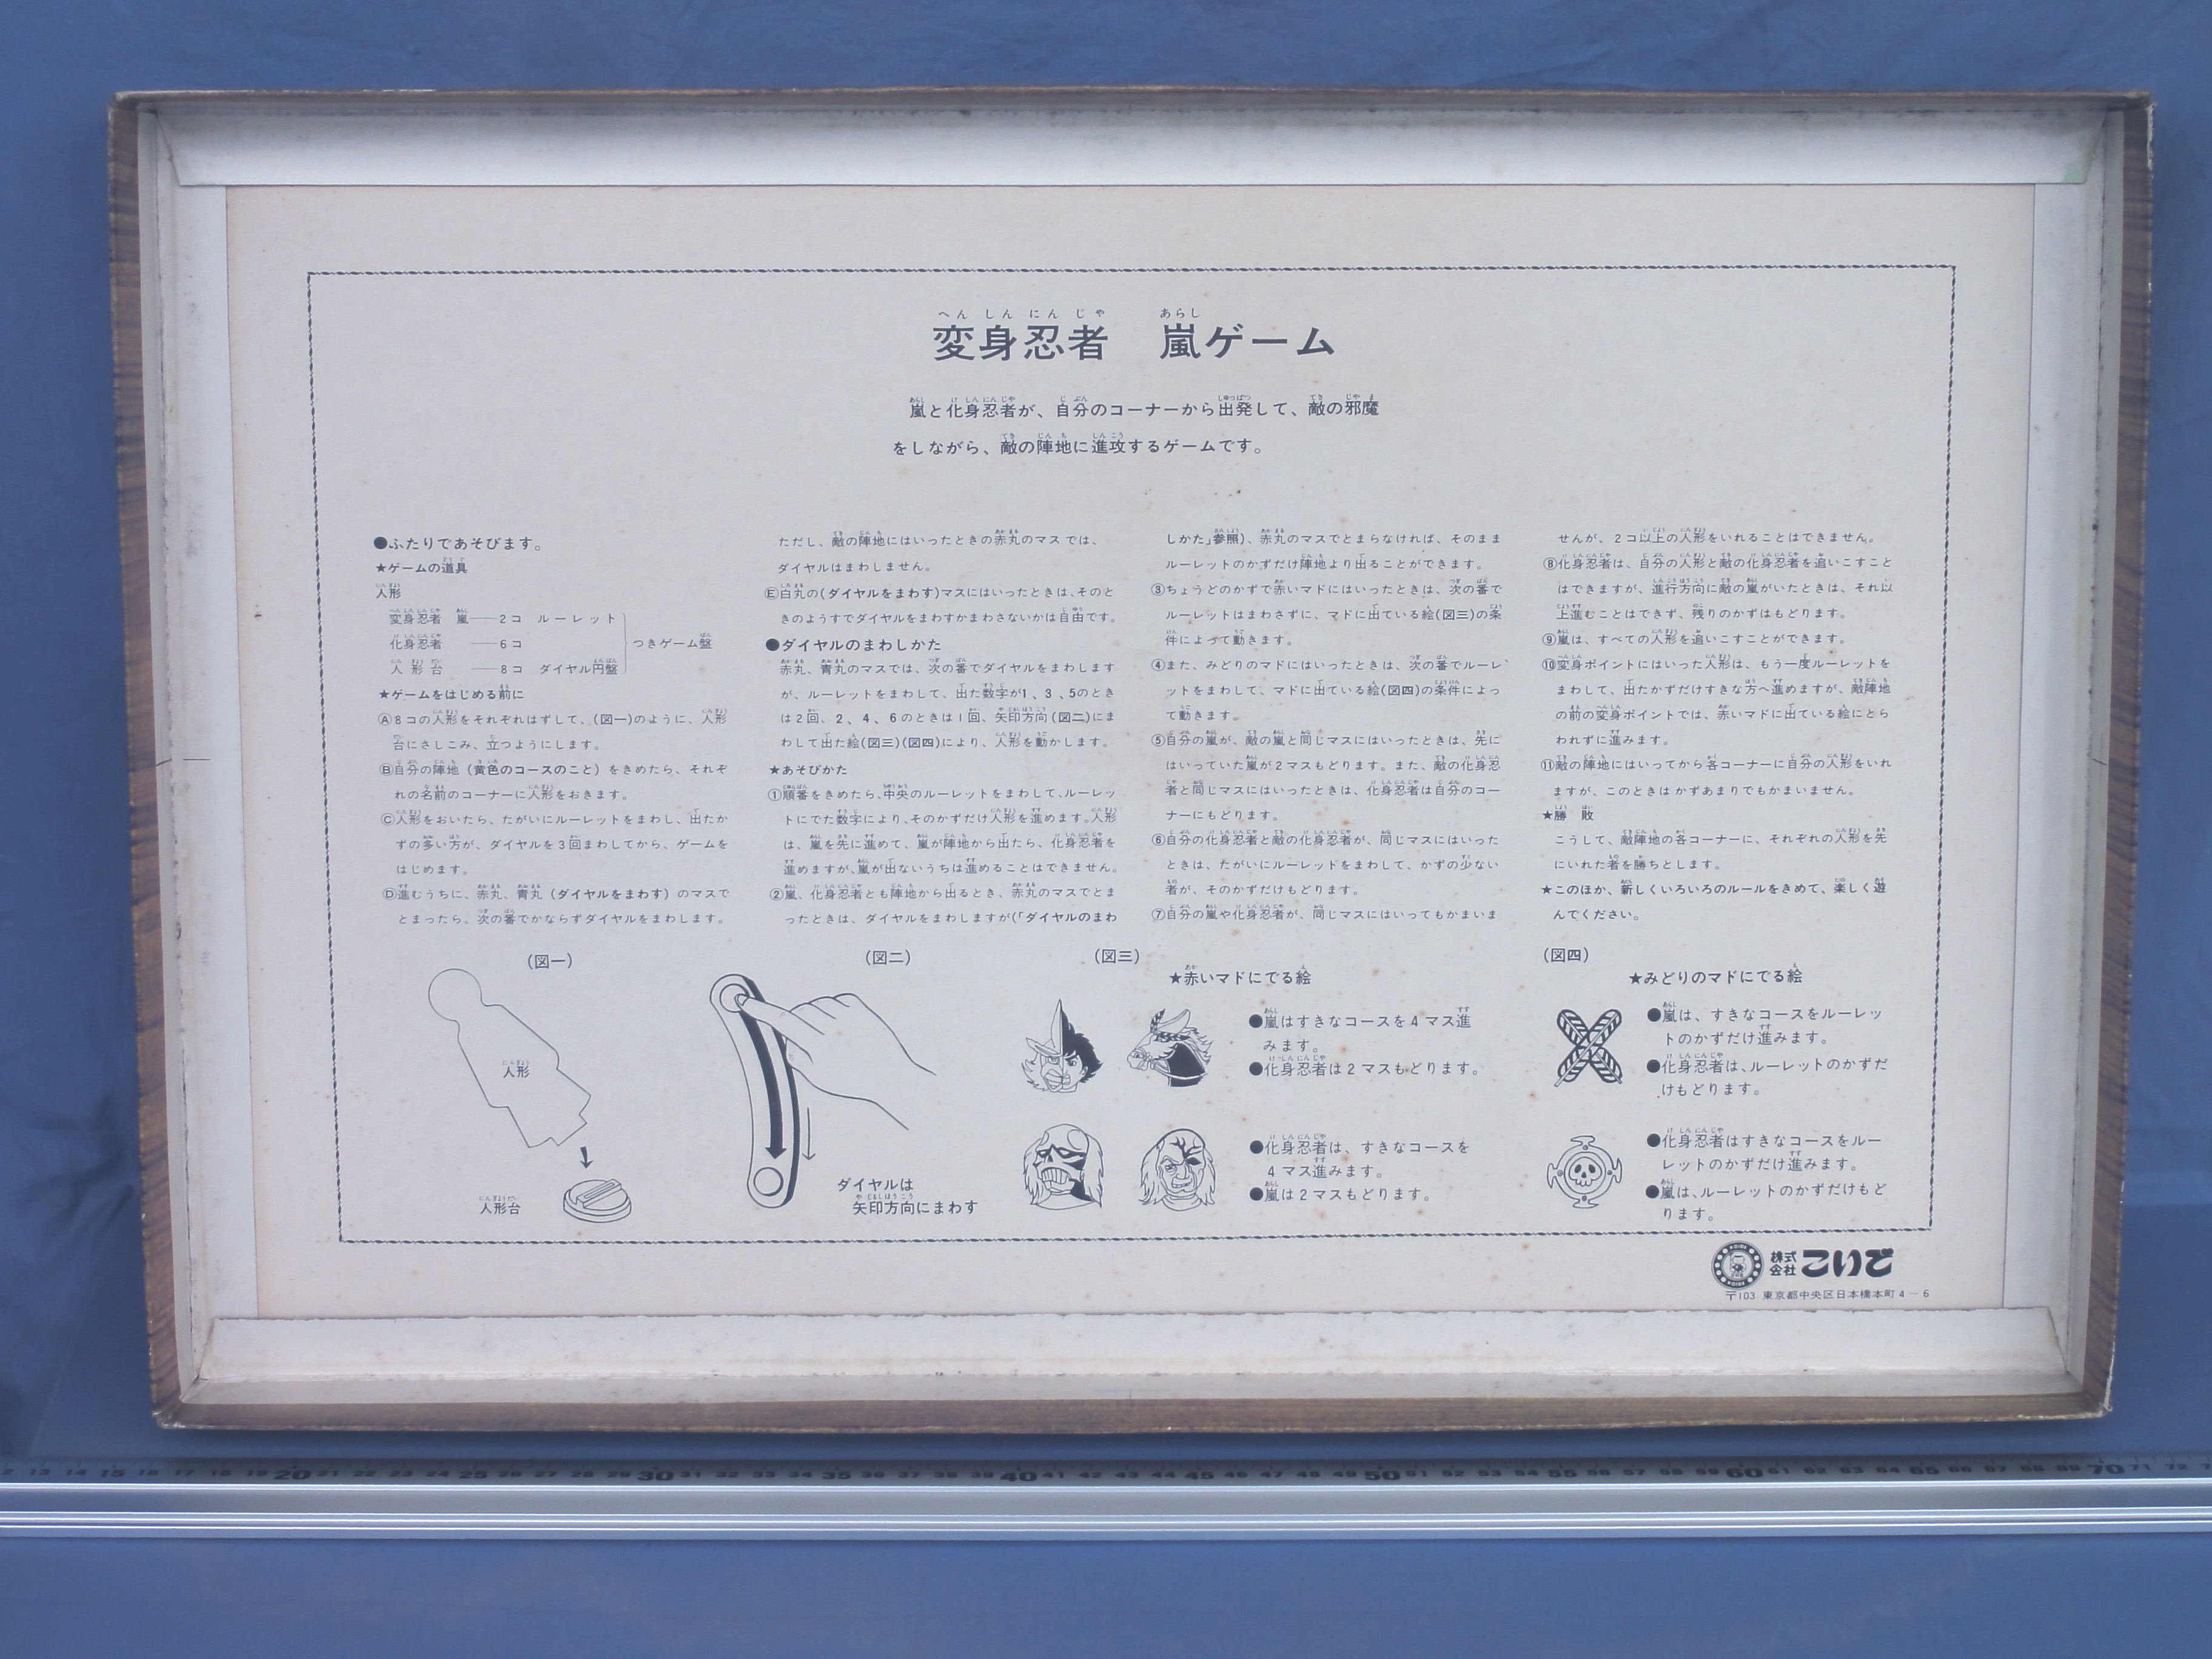 変身忍者　嵐ゲーム
嵐と化身忍者が、自分のコーナーから出発して、敵の邪魔
をしながら、敵の陣地に進攻するゲームです。
●ふたりであそびます。
★ゲームの道具
人形
変身忍者　嵐――2コ　ルーレット
化身忍者　――6コ　つきゲーム盤
人形台　――8コ　ダイヤル円盤
★ゲームをはじめる前に
Ⓐ8コの人形をそれぞれはずして、(図一)のように、人形
台にさしこみ、立つようにします。
Ⓑ自分の陣地(黄色のコースのこと)をきめたら、それぞ
れの名前のコーナーに人形をおきます。
Ⓒ人形をおいたら、たがいにルーレットをまわし、出たか
ずの多い方が、ダイヤルを3回まわしてから、ゲームを
はじめます。
Ⓓ進むうちに、赤丸、青丸(ダイヤルをまわす)のマスで
とまったら、次の番でかならずダイヤルをまわします。
ただし、敵の陣地にはいったときの赤丸のマスでは、
ダイヤルはまわしません。
Ⓔ白丸の(ダイヤルをまわす)マスにはいったときは、そのと
きのようすでダイヤルをまわすかまわさないかは自由です。
●ダイヤルのまわしかた
赤丸、青丸のマスでは、次の番でダイヤルをまわします
が、ルーレットをまわして、出た数字が1、3、5のとき
は2回、2、4、6のときは1回、矢印方向(図二)にま
わして出た絵(図三)(図四)により、人形を動かします。
★あそびかた
①順番をきめたら、中央のルーレットをまわして、ルーレッ
トにでた数字により、そのかずだけ人形を進めます。人形
は、嵐を先に進めて、嵐が陣地から出たら、化身忍者を
進めますが、嵐が出ないうちは進めることはできません。
②嵐、化身忍者とも陣地から出るとき、赤丸のマスでとま
ったときは、ダイヤルをまわしますが(「ダイヤルのまわ
しかた」参照)、赤丸のマスでとまらなければ、そのまま
ルーレットのかずだけ陣地より出ることができます。
③ちょうどのかずで赤いマドにはいったときは、次の番で
ルーレットはまわさずに、マドに出ている絵(図三)の条
件によって動きます。
④また、みどりのマドにはいったときは、次の番でルーレ
ットをまわして、マドに出ている絵(図四)の条件によっ
て動きます。
⑤自分の嵐が、敵の嵐と同じマスにはいったときは、先に
はいっていた嵐が2マスもどります。また、敵の化身忍
者と同じマスにはいったときは、化身忍者は自分のコー
ナーにもどります。
⑥自分の化身忍者と敵の化身忍者が、同じマスにはいった
ときは、たがいにルーレットをまわして、かずの少ない
者が、そのかずだけもどります。
⑦自分の嵐や化身忍者が、同じマスにはいってもかまいま
せんが、2コ以上の人形をいれることはできません。
⑧化身忍者は、自分の人形と敵の化身忍者を追いこすこと
はできますが、進行方向に敵の嵐がいたときは、それ以
上進むことはできず、残りのかずはもどります。
⑨嵐は、すべての人形を追いこすことができます。
⑩変身ポイントにはいった人形は、もう一度ルーレットを
まわして、出たかずだけすきな方へ進めますが、敵陣地
の前の変身ポイントでは、赤いマドに出ている絵にとら
われずに進みます。
⑪敵の陣地にはいってから各コーナーに自分の人形をいれ
ますが、このときはかずあまりでもかまいません。
★勝　敗
こうして、敵陣地の各コーナーに、それぞれの人形を先
にいれた者を勝ちとします。
★このほか、新しくいろいろのルールをきめて、楽しく遊
んでください。
(図一)
人形
人形台
(図二)
ダイヤルは
矢印方向にまわす
(図三)
★赤いマドにでる絵
●嵐はすきなコースを4マス進
みます。
●化身忍者は2マスもどります。
●化身忍者は、すきなコースを
4マス進みます。
●嵐は2マスもどります。
(図四)
★みどりのマドにでる絵
●嵐は、すきなコースをルーレッ
トのかずだけ進みます。
●化身忍者は、ルーレットのかずだ
けもどります。
●化身忍者はすきなコースをルー
レットのかずだけ進みます。
●嵐は、ルーレットのかずだけもど
ります。
株式会社 こいで
〒103 東京都中央区日本橋本町4－6